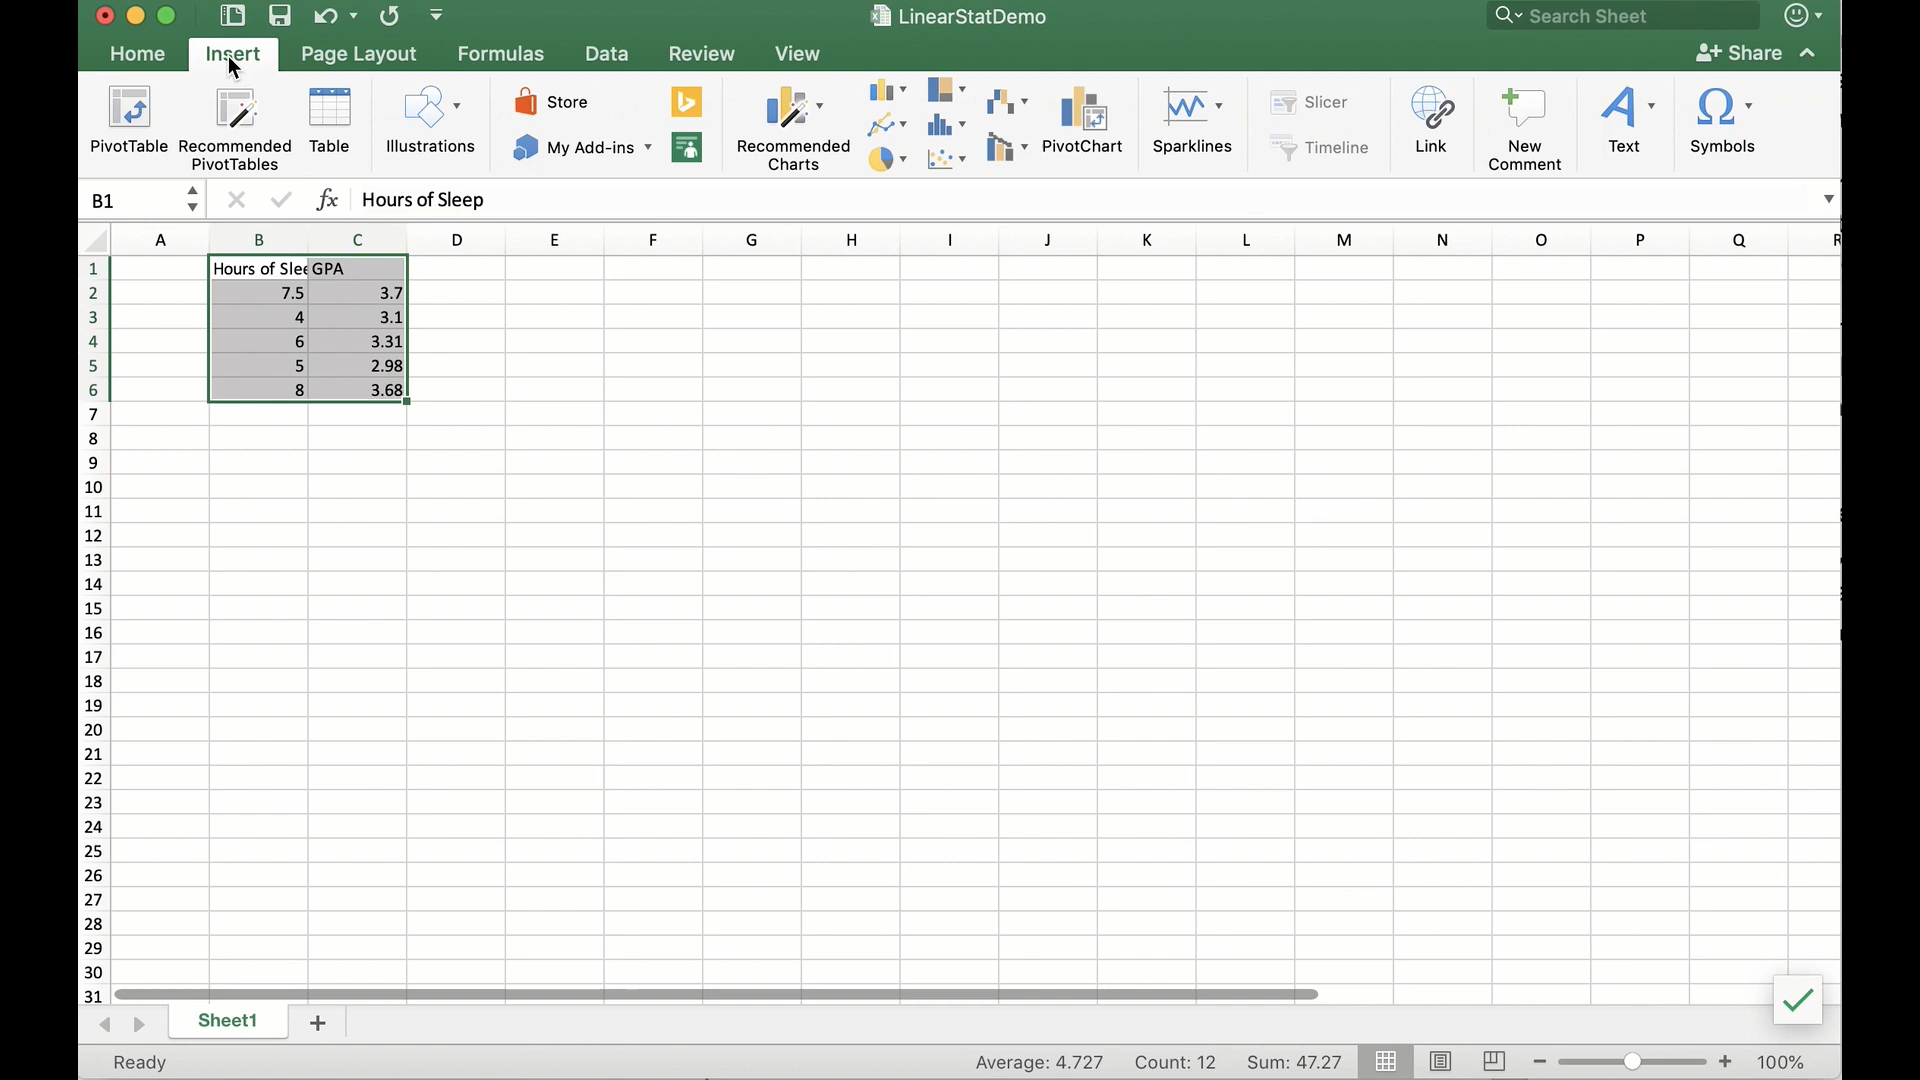 LinearStatDemo
Search Sheet
Home Insert Page Layout Formulas Data Review View Share
PivotTable Recommended PivotTables Table Illustrations Store My Add-ins Recommended Charts PivotChart Sparklines Slicer Timeline Link New Comment Text Symbols
B1 fx Hours of Sleep
A B C D E F G H I J K L M N O P Q R
1 Hours of Slee GPA
2 7.5 3.7
3 4 3.1
4 6 3.31
5 5 2.98
6 8 3.68
7
8
9
10
11
12
13
14
15
16
17
18
19
20
21
22
23
24
25
26
27
28
29
30
31
Sheet1
Ready Average: 4.727 Count: 12 Sum: 47.27 100%